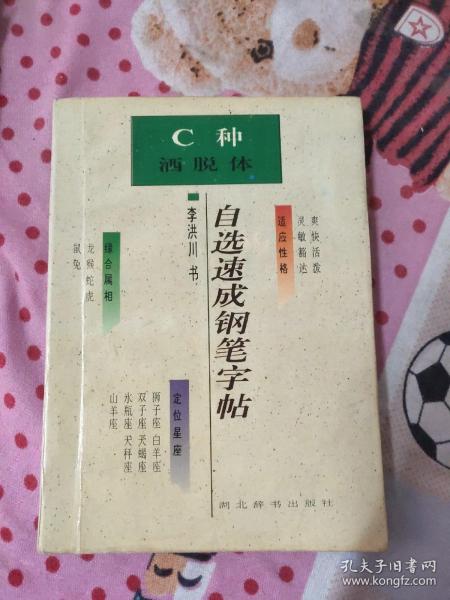 C 种
洒脱体
李洪川 书
自选速成钢笔字帖
适应性格
爽快活泼
灵敏豁达
缘合属相
龙猴蛇虎
鼠兔
定位星座
狮子座 白羊座
双子座 天蝎座
水瓶座 天秤座
山羊座
湖北辞书出版社
孔夫子旧书网
www.kongfz.com